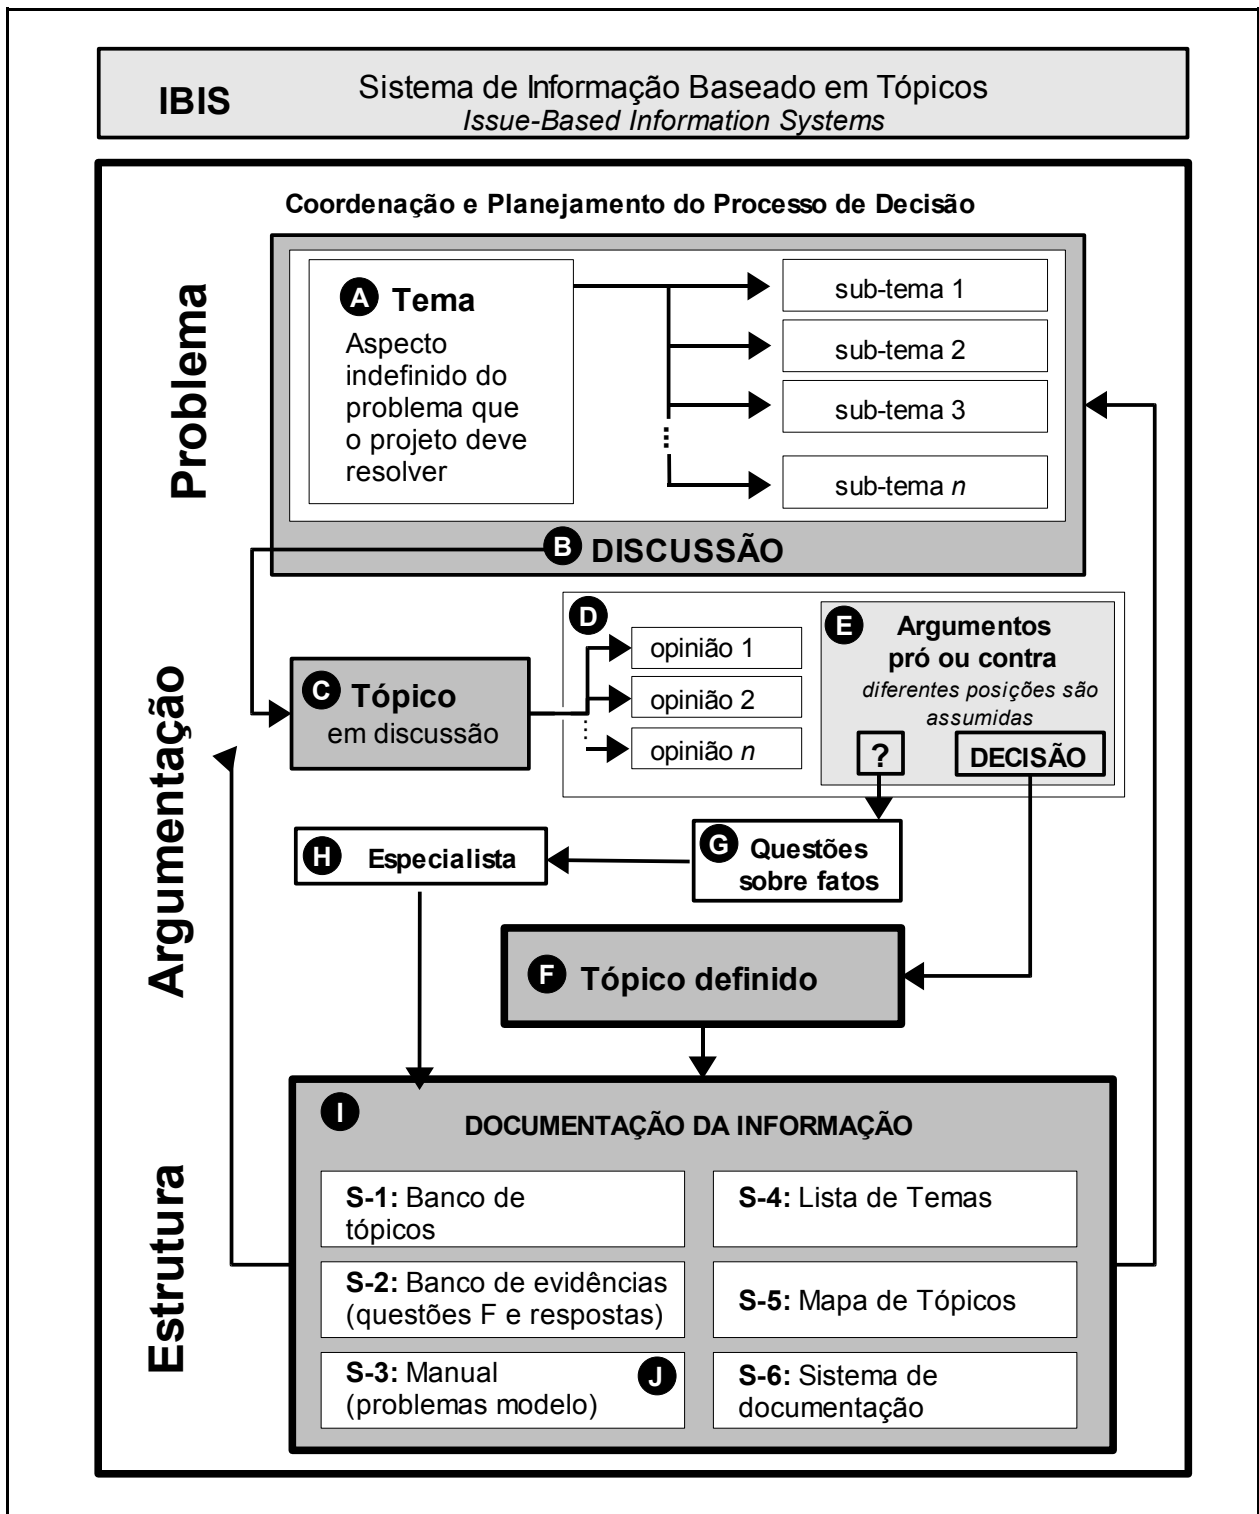 IBIS
Sistema de Informação Baseado em Tópicos
Issue-Based Information Systems
Coordenação e Planejamento do Processo de Decisão
Problema
A Tema
Aspecto
indefinido do
problema que
o projeto deve
resolver
sub-tema 1
sub-tema 2
sub-tema 3
sub-tema n
B DISCUSSÃO
Argumentação
C Tópico
em discussão
D
opinião 1
opinião 2
opinião n
E Argumentos
pró ou contra
diferentes posições são
assumidas
?
DECISÃO
H Especialista
G Questões
sobre fatos
F Tópico definido
Estrutura
I
DOCUMENTAÇÃO DA INFORMAÇÃO
S-1: Banco de
tópicos
S-4: Lista de Temas
S-2: Banco de evidências
(questões F e respostas)
S-5: Mapa de Tópicos
S-3: Manual
(problemas modelo)
J
S-6: Sistema de
documentação